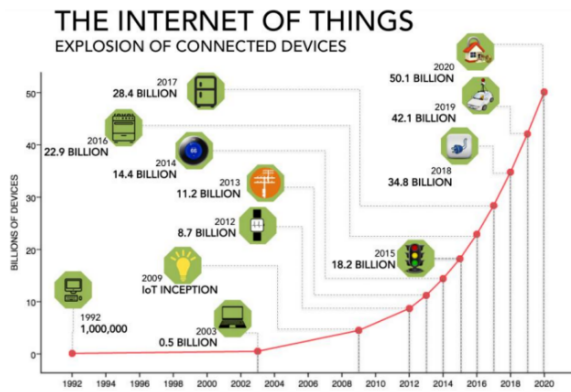 THE INTERNET OF THINGS
EXPLOSION OF CONNECTED DEVICES
2020
50.1 BILLION
2017
28.4 BILLION
2019
42.1 BILLION
2016
22.9 BILLION
2014
14.4 BILLION
2018
34.8 BILLION
2013
11.2 BILLION
2012
8.7 BILLION
2015
18.2 BILLION
2009
IoT INCEPTION
1992
1,000,000
2003
0.5 BILLION
BILLIONS OF DEVICES
50
40
30
20
10
0
1992 1994 1996 1998 2000 2002 2004 2006 2008 2010 2012 2014 2016 2018 2020